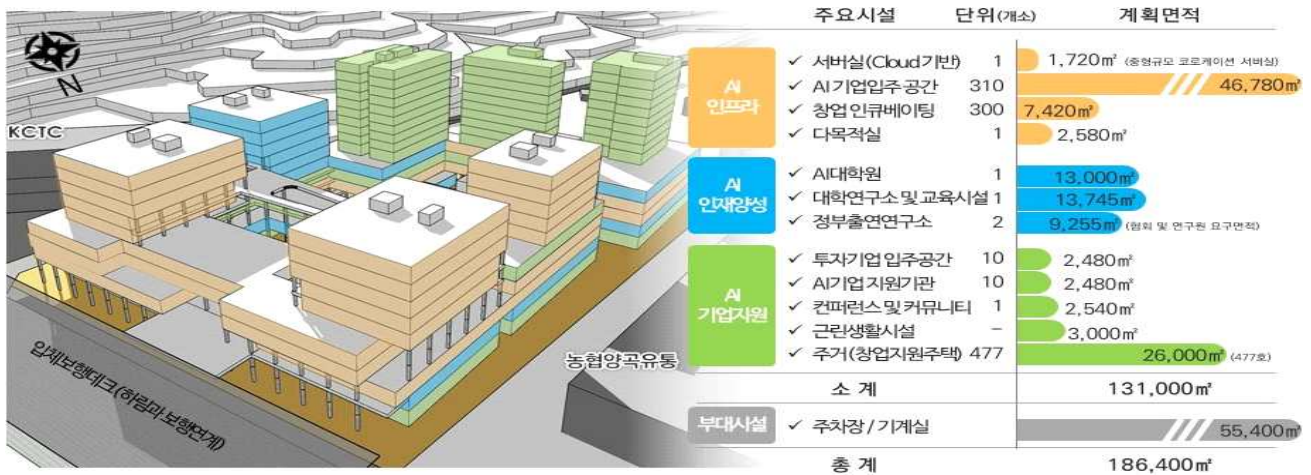 N
KCTC
농협양곡유통
입체보행데크(하림과 보행연계)
주요시설 단위(개소) 계획면적
AI 인프라
✓ 서버실(Cloud기반) 1 1,720㎡ (중형규모 코로케이션 서버실)
✓ AI 기업입주 공간 310 46,780㎡
✓ 창업 인큐베이팅 300 7,420㎡
✓ 다목적실 1 2,580㎡
AI 인재양성
✓ AI대학원 1 13,000㎡
✓ 대학연구소 및 교육시설 1 13,745㎡
✓ 정부출연연구소 2 9,255㎡ (협회 및 연구원 요구면적)
AI 기업지원
✓ 투자기업 입주공간 10 2,480㎡
✓ AI기업 지원기관 10 2,480㎡
✓ 컨퍼런스 및 커뮤니티 1 2,540㎡
✓ 근린생활시설 - 3,000㎡
✓ 주거(창업지원주택) 477 26,000㎡ (477호)
소 계 131,000㎡
부대시설 ✓ 주차장 / 기계실 55,400㎡
총 계 186,400㎡